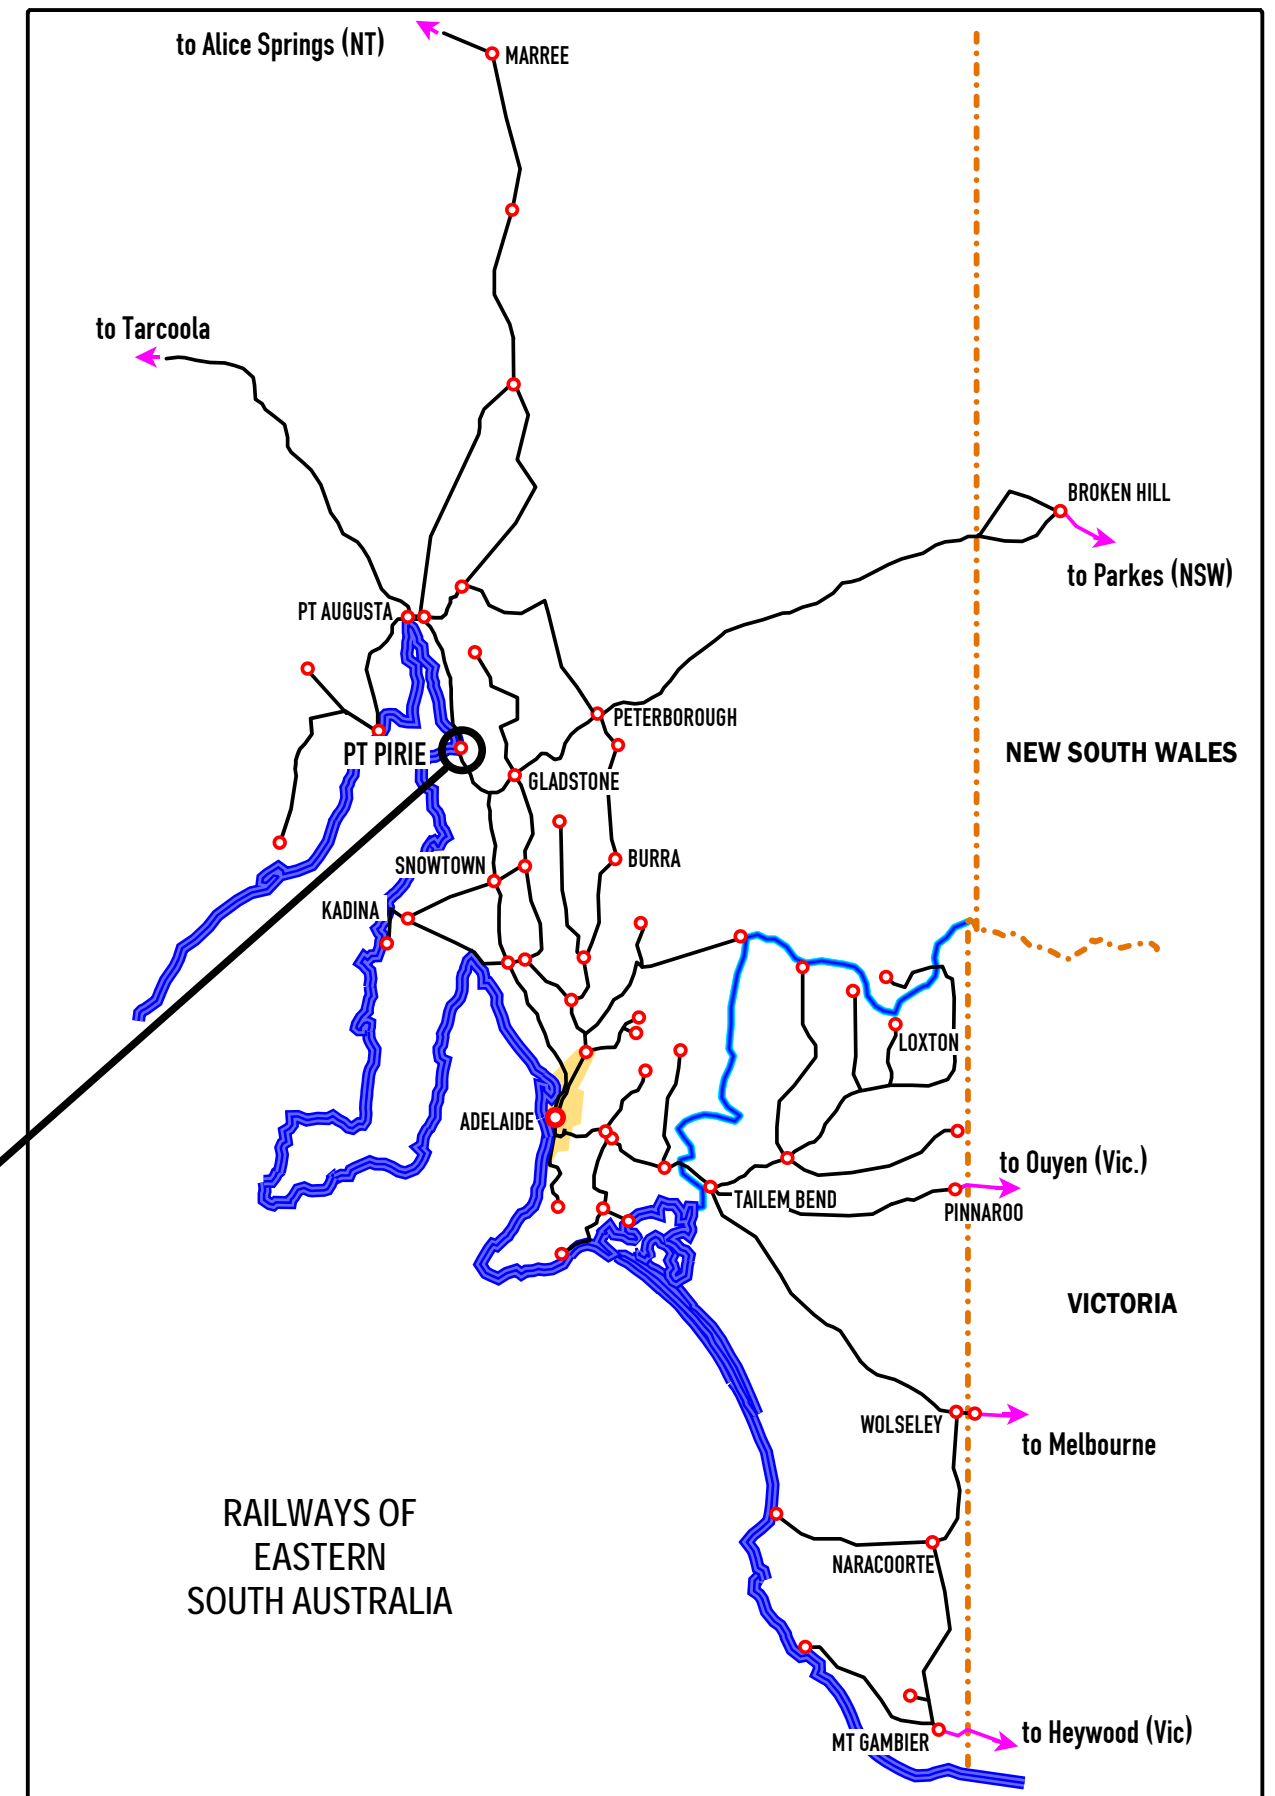 to Alice Springs (NT)
MARREE
to Tarcoola
BROKEN HILL
to Parkes (NSW)
PT AUGUSTA
PETERBOROUGH
PT PIRIE
NEW SOUTH WALES
GLADSTONE
SNOWTOWN
BURRA
KADINA
LOXTON
ADELAIDE
to Ouyen (Vic.)
TAILEM BEND
PINNAROO
VICTORIA
WOLSELEY
to Melbourne
RAILWAYS OF
EASTERN
SOUTH AUSTRALIA
NARACOORTE
MT GAMBIER
to Heywood (Vic)